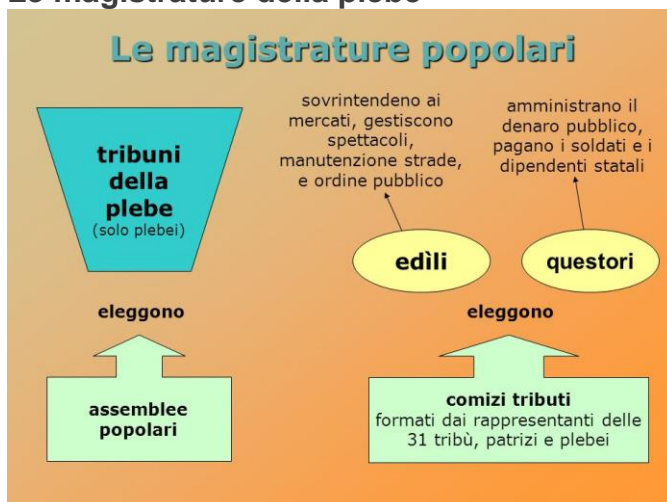 Le magistrature della plebe
Le magistrature popolari
tribuni
della
plebe
(solo plebei)
eleggono
assemblee
popolari
sovrintendeno ai
mercati, gestiscono
spettacoli,
manutenzione strade,
e ordine pubblico
edìli
amministrano il
denaro pubblico,
pagano i soldati e i
dipendenti statali
questori
eleggono
comizi tributi
formati dai rappresentanti delle
31 tribù, patrizi e plebei